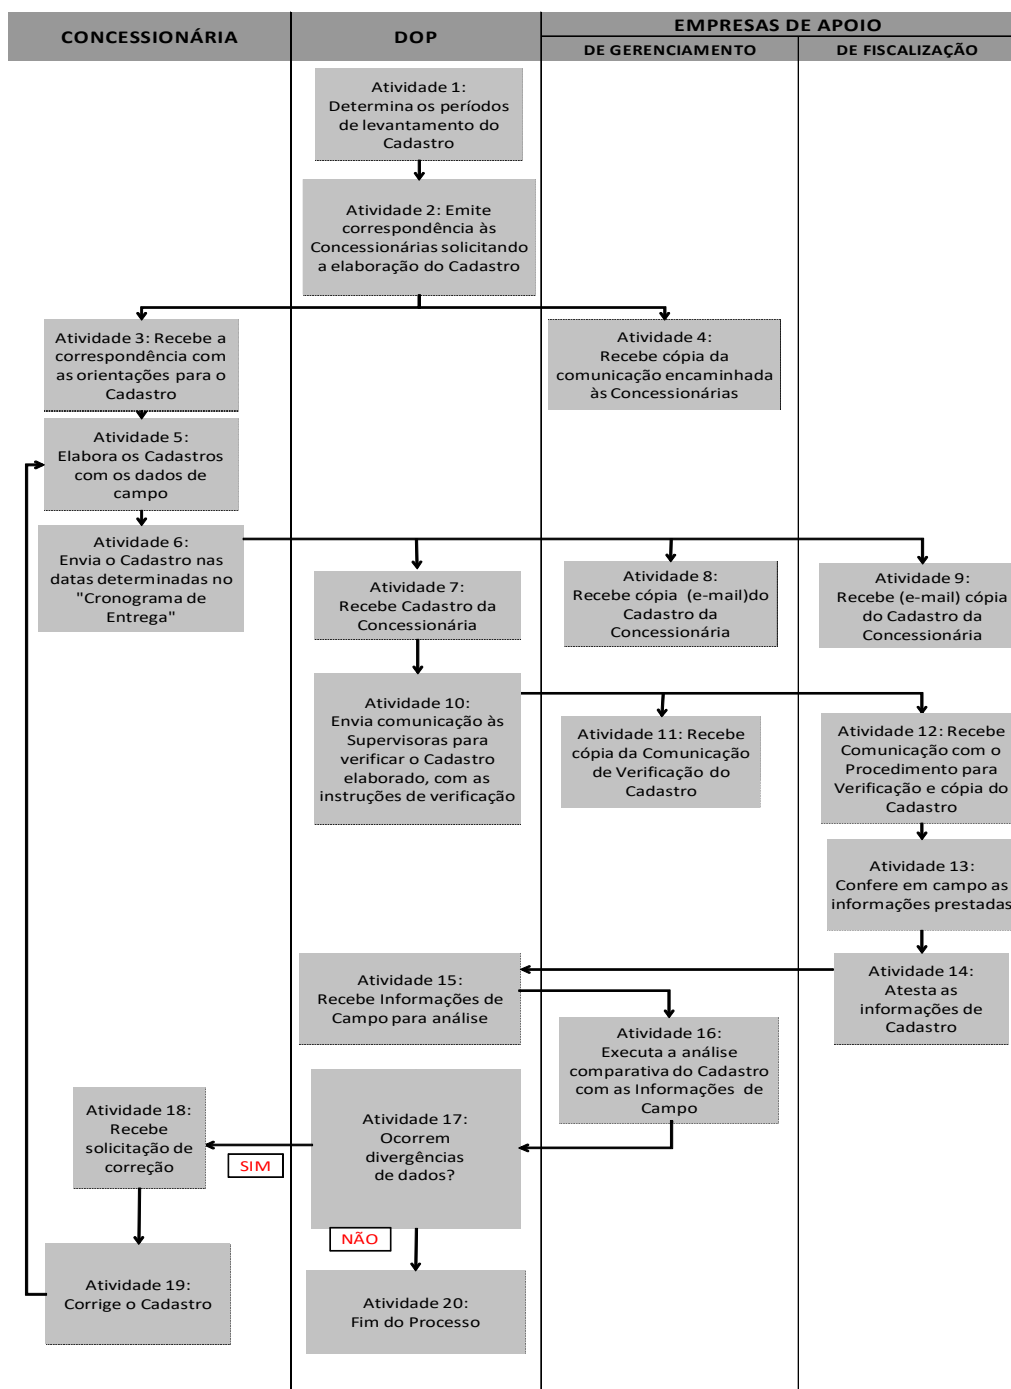 CONCESSIONÁRIA
DOP
EMPRESAS DE APOIO
DE GERENCIAMENTO
DE FISCALIZAÇÃO
Atividade 1:
Determina os períodos
de levantamento do
Cadastro
Atividade 2: Emite
correspondência às
Concessionárias solicitando
a elaboração do Cadastro
Atividade 3: Recebe a
correspondência com
as orientações para o
Cadastro
Atividade 4:
Recebe cópia da
comunicação encaminhada
às Concessionárias
Atividade 5:
Elabora os Cadastros
com os dados de
campo
Atividade 6:
Envia o Cadastro nas
datas determinadas no
"Cronograma de
Entrega"
Atividade 7:
Recebe Cadastro da
Concessionária
Atividade 8:
Recebe cópia (e-mail)do
Cadastro da
Concessionária
Atividade 9:
Recebe (e-mail) cópia
do Cadastro da
Concessionária
Atividade 10:
Envia comunicação às
Supervisoras para
verificar o Cadastro
elaborado, com as
instruções de verificação
Atividade 11: Recebe
cópia da Comunicação
de Verificação do
Cadastro
Atividade 12: Recebe
Comunicação com o
Procedimento para
Verificação e cópia do
Cadastro
Atividade 13:
Confere em campo as
informações prestadas
Atividade 14:
Atesta as
informações de
Cadastro
Atividade 15:
Recebe Informações de
Campo para análise
Atividade 16:
Executa a análise
comparativa do Cadastro
com as Informações de
Campo
Atividade 17:
Ocorrem
divergências
de dados?
Atividade 18:
Recebe
solicitação de
correção
SIM
NÃO
Atividade 19:
Corrige o Cadastro
Atividade 20:
Fim do Processo